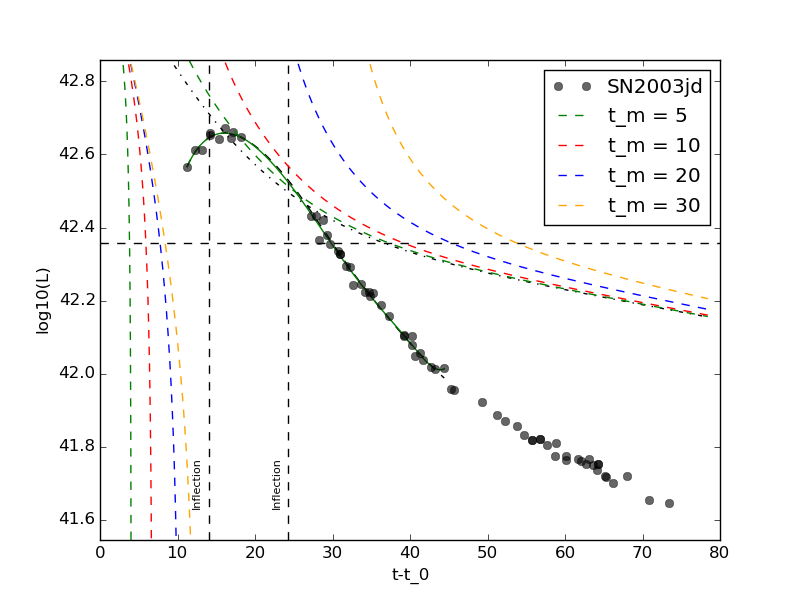 SN2003jd
t_m = 5
t_m = 10
t_m = 20
t_m = 30
log10(L)
42.8
42.6
42.4
42.2
42.0
41.8
41.6
Inflection
Inflection
0 10 20 30 40 50 60 70 80
t-t_0